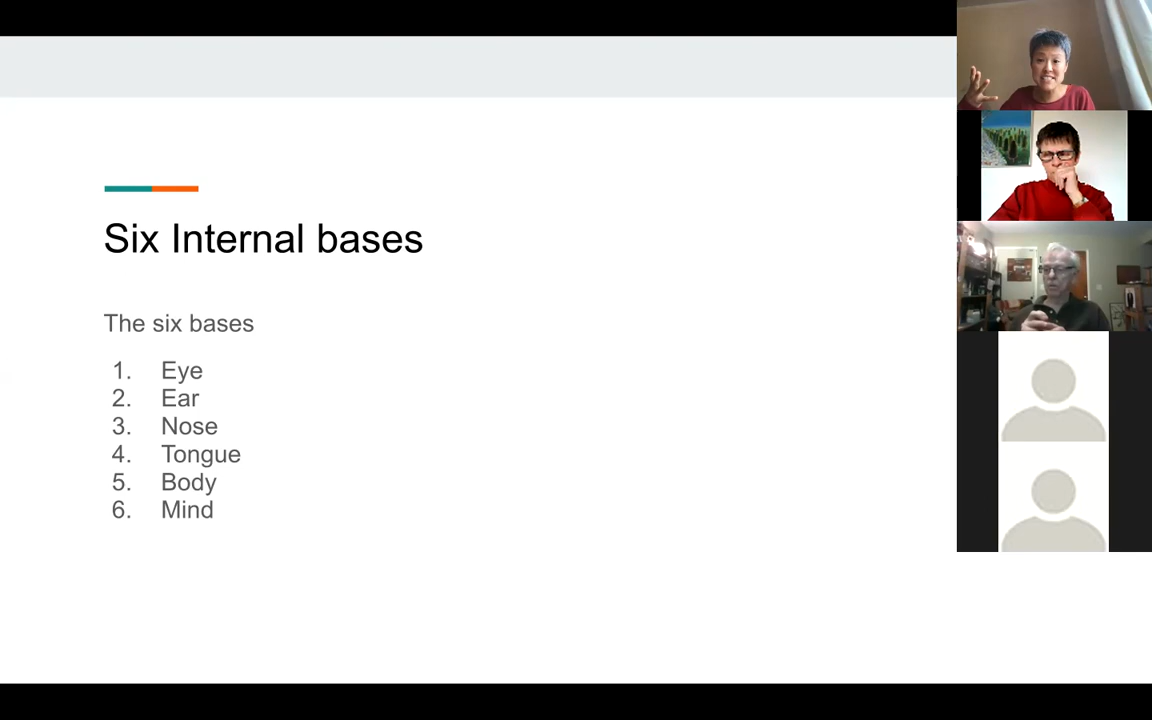 Six Internal bases
The six bases
1. Eye
2. Ear
3. Nose
4. Tongue
5. Body
6. Mind